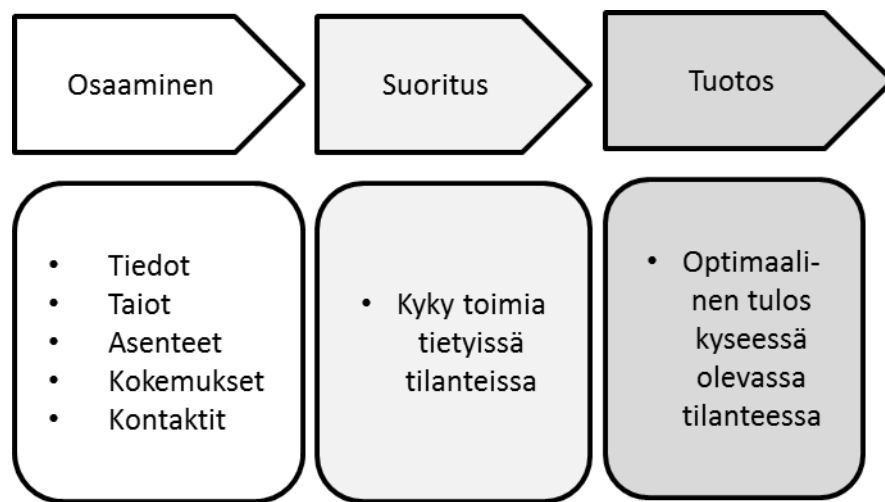 Osaaminen
Suoritus
Tuotos
• Tiedot
• Taiot
• Asenteet
• Kokemukset
• Kontaktit
• Kyky toimia
tietyissä
tilanteissa
• Optimaali-
nen tulos
kyseessä
olevassa
tilanteessa